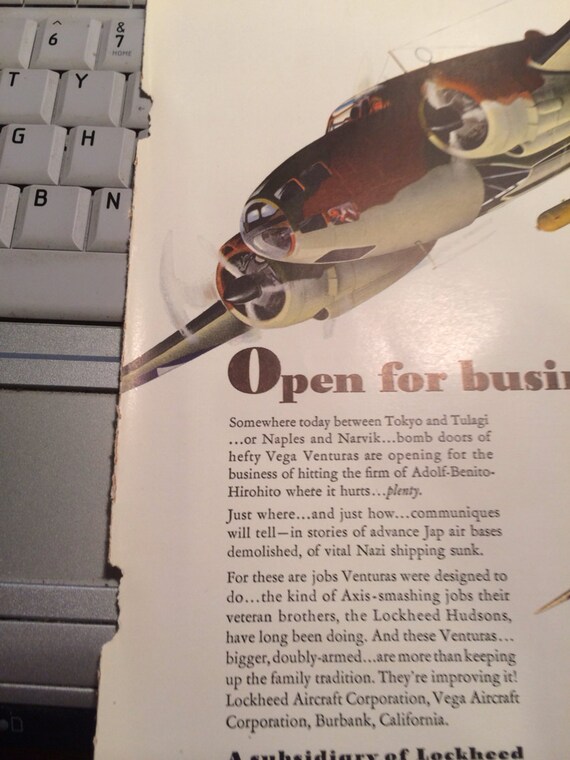 ^
6
&
7
HOME
T
Y
G
H
B
N
Open for busi
Somewhere today between Tokyo and Tulagi
...or Naples and Narvik...bomb doors of
hefty Vega Venturas are opening for the
business of hitting the firm of Adolf-Benito-
Hirohito where it hurts...plenty.
Just where...and just how...communiques
will tell—in stories of advance Jap air bases
demolished, of vital Nazi shipping sunk.
For these are jobs Venturas were designed to
do...the kind of Axis-smashing jobs their
veteran brothers, the Lockheed Hudsons,
have long been doing. And these Venturas...
bigger, doubly-armed...are more than keeping
up the family tradition. They're improving it!
Lockheed Aircraft Corporation, Vega Aircraft
Corporation, Burbank, California.
A subsidiary of Lockheed